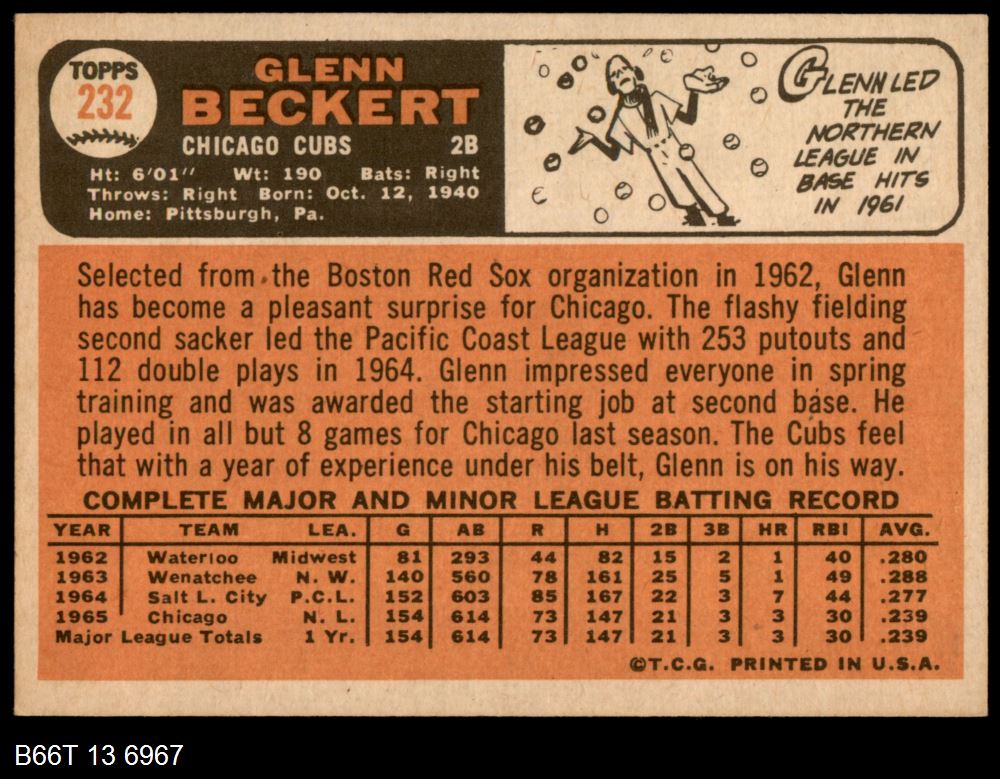 TOPPS
232
GLENN
BECKERT
CHICAGO CUBS 2B
Ht: 6'01" Wt: 190 Bats: Right
Throws: Right Born: Oct. 12, 1940
Home: Pittsburgh, Pa.
GLENN LED
THE
NORTHERN
LEAGUE IN
BASE HITS
IN 1961
Selected from the Boston Red Sox organization in 1962, Glenn
has become a pleasant surprise for Chicago. The flashy fielding
second sacker led the Pacific Coast League with 253 putouts and
112 double plays in 1964. Glenn impressed everyone in spring
training and was awarded the starting job at second base. He
played in all but 8 games for Chicago last season. The Cubs feel
that with a year of experience under his belt, Glenn is on his way.
COMPLETE MAJOR AND MINOR LEAGUE BATTING RECORD
YEAR TEAM LEA. G AB R H 2B 3B HR RBI AVG.
1962 Waterloo Midwest 81 293 44 82 15 2 1 40 .280
1963 Wenatchee N. W. 140 560 78 161 25 5 1 49 .288
1964 Salt L. City P.C.L. 152 603 85 167 22 3 7 44 .277
1965 Chicago N. L. 154 614 73 147 21 3 3 30 .239
Major League Totals 1 Yr. 154 614 73 147 21 3 3 30 .239
©T.C.G. PRINTED IN U.S.A.
B66T 13 6967